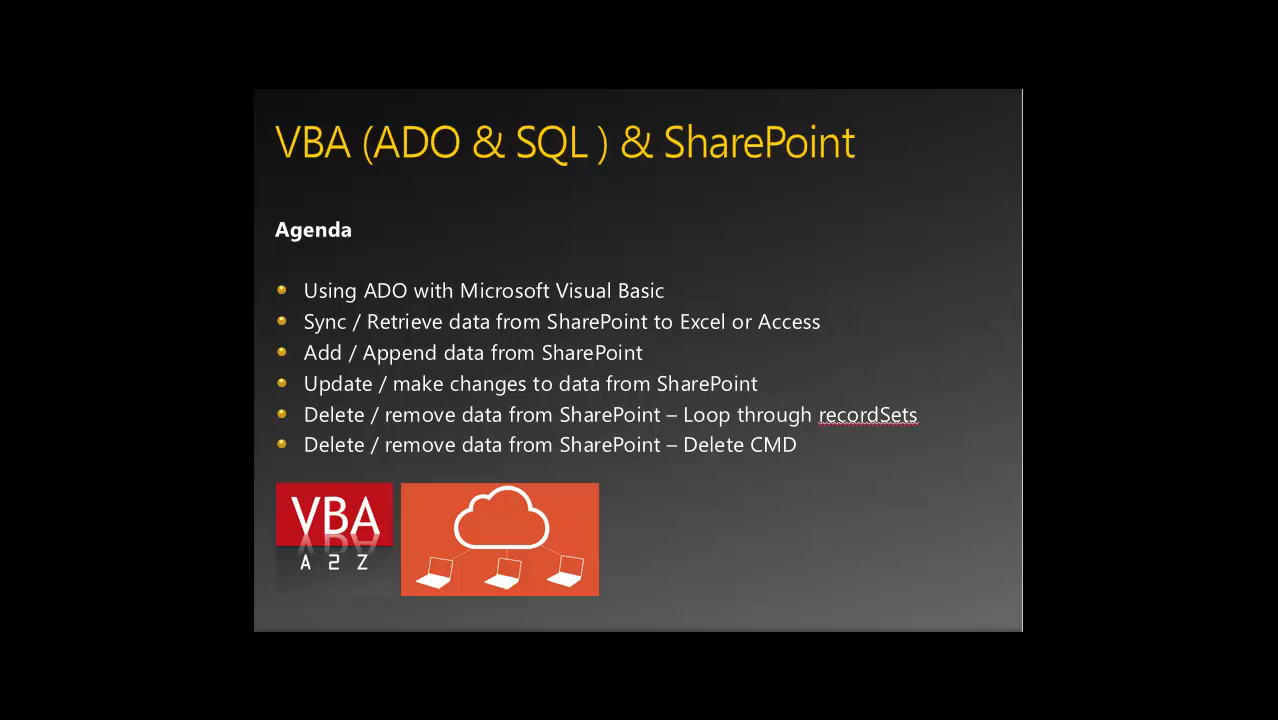 VBA (ADO & SQL ) & SharePoint
Agenda
Using ADO with Microsoft Visual Basic
Sync / Retrieve data from SharePoint to Excel or Access
Add / Append data from SharePoint
Update / make changes to data from SharePoint
Delete / remove data from SharePoint – Loop through recordSets
Delete / remove data from SharePoint – Delete CMD
VBA
A 2 Z